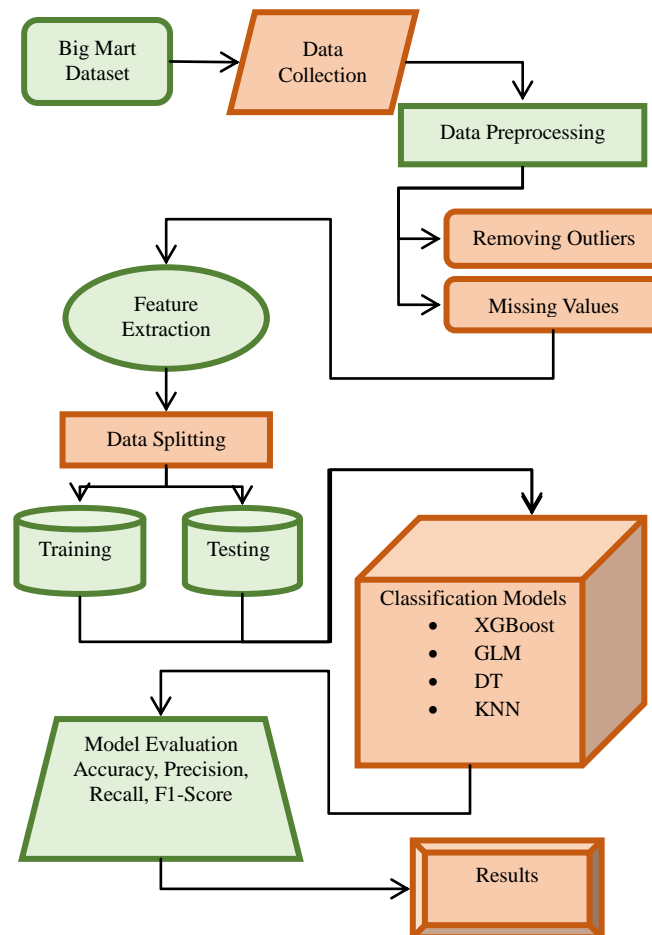 Big Mart
Dataset
Data
Collection
Data Preprocessing
Removing Outliers
Missing Values
Feature
Extraction
Data Splitting
Training
Testing
Classification Models
• XGBoost
• GLM
• DT
• KNN
Model Evaluation
Accuracy, Precision,
Recall, F1-Score
Results